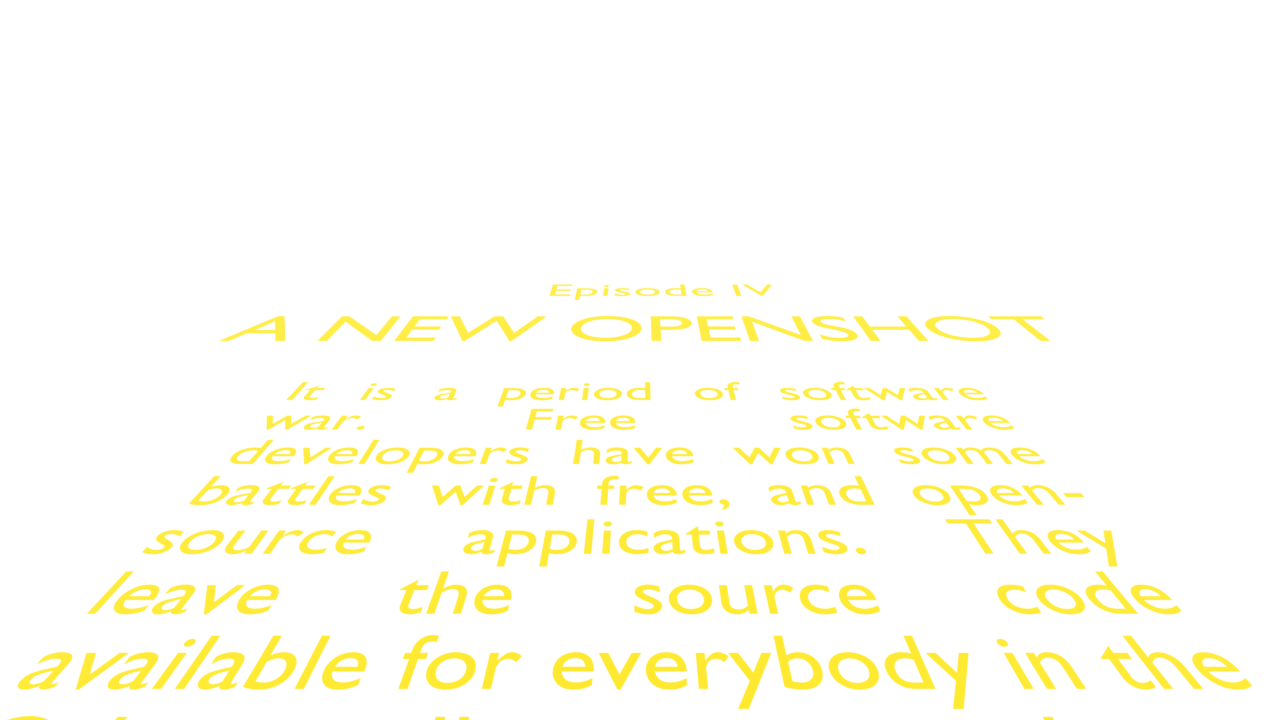 Episode IV
A NEW OPENSHOT
It is a period of software
war. Free software
developers have won some
battles with free, and open-
source applications. They
leave the source code
available for everybody in the